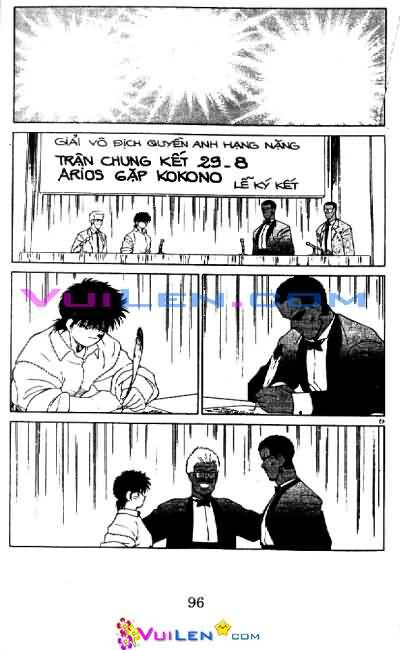 GIẢI VÔ ĐỊCH QUYỀN ANH HẠNG NẶNG
TRẬN CHUNG KẾT 29-8
ARIOS GẶP KOKONO
LỄ KÝ KẾT
VUILEN.COM
96
VUILEN.COM